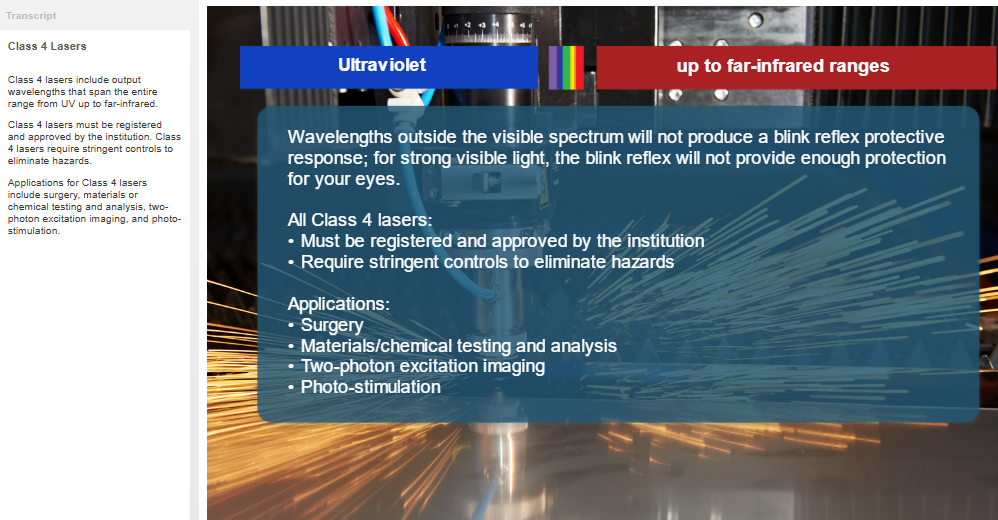 Transcript
Class 4 Lasers
Class 4 lasers include output
wavelengths that span the entire
range from UV up to far-infrared.
Class 4 lasers must be registered
and approved by the institution. Class
4 lasers require stringent controls to
eliminate hazards.
Applications for Class 4 lasers
include surgery, materials or
chemical testing and analysis, two-
photon excitation imaging, and photo-
stimulation.
Ultraviolet
up to far-infrared ranges
Wavelengths outside the visible spectrum will not produce a blink reflex protective
response; for strong visible light, the blink reflex will not provide enough protection
for your eyes.
All Class 4 lasers:
• Must be registered and approved by the institution
• Require stringent controls to eliminate hazards
Applications:
• Surgery
• Materials/chemical testing and analysis
• Two-photon excitation imaging
• Photo-stimulation